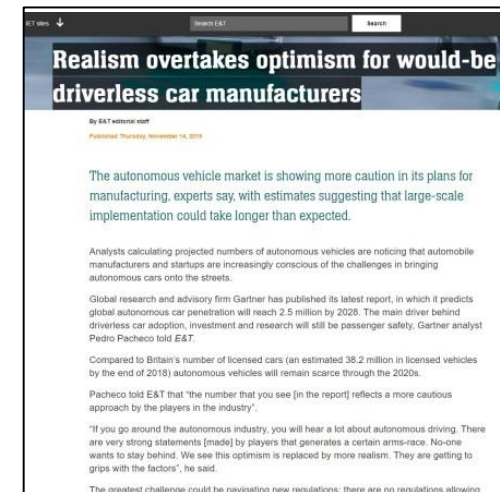 IET sites
Search E&T
Search
Realism overtakes optimism for would-be
driverless car manufacturers
By E&T editorial staff
Published Thursday, November 14, 2019
The autonomous vehicle market is showing more caution in its plans for
manufacturing, experts say, with estimates suggesting that large-scale
implementation could take longer than expected.
Analysts calculating projected numbers of autonomous vehicles are noticing that automobile
manufacturers and startups are increasingly conscious of the challenges in bringing
autonomous cars onto the streets.
Global research and advisory firm Gartner has published its latest report, in which it predicts
global autonomous car penetration will reach 2.5 million by 2028. The main driver behind
driverless car adoption, investment and research will still be passenger safety, Gartner analyst
Pedro Pacheco told E&T.
Compared to Britain's number of licensed cars (an estimated 38.2 million in licensed vehicles
by the end of 2018) autonomous vehicles will remain scarce through the 2020s.
Pacheco told E&T that “the number that you see [in the report] reflects a more cautious
approach by the players in the industry”.
“If you go around the autonomous industry, you will hear a lot about autonomous driving. There
are very strong statements [made] by players that generates a certain arms-race. No-one
wants to stay behind. We see this optimism is replaced by more realism. They are getting to
grips with the factors”, he said.
The greatest challenge could be navigating new regulations: there are no regulations allowing